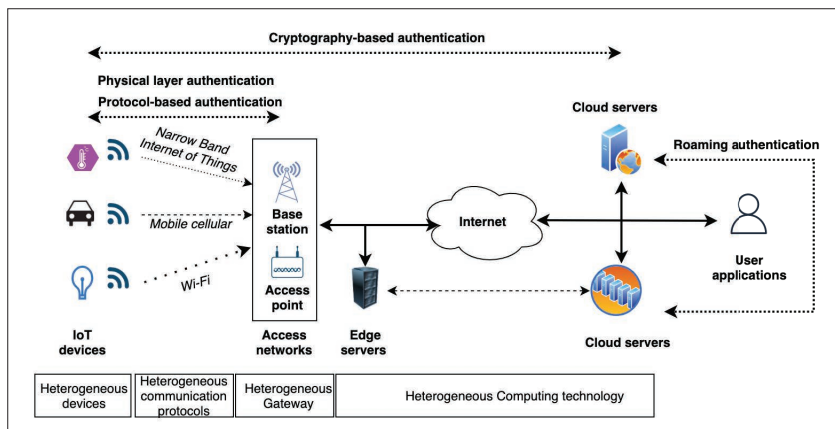 Cryptography-based authentication
Physical layer authentication
Protocol-based authentication
Cloud servers
Narrow Band
Internet of Things
Roaming authentication
Base
station
Internet
Mobile cellular
User
applications
Wi-Fi
Access
point
IoT
devices
Access
networks
Edge
servers
Cloud servers
Heterogeneous
devices
Heterogeneous
communication
protocols
Heterogeneous
Gateway
Heterogeneous Computing technology